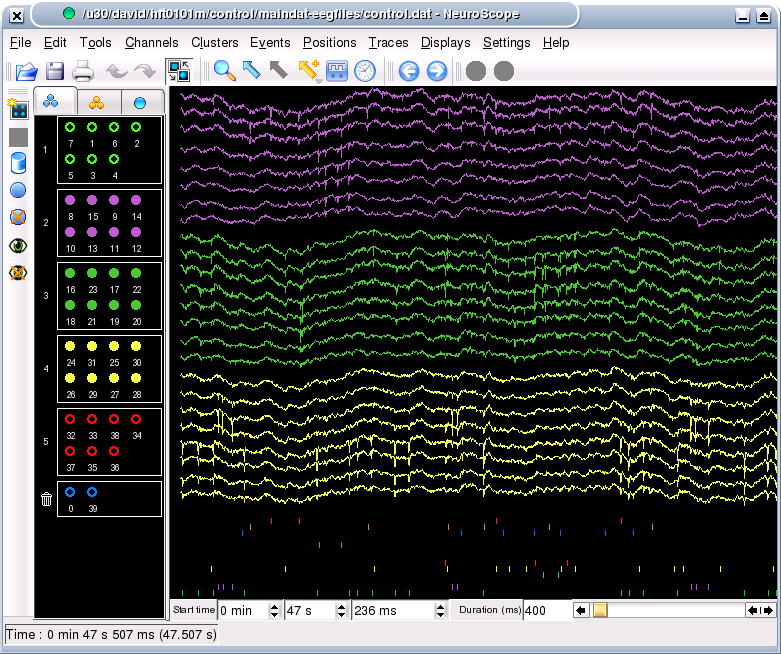 /u30/david/hft0101m/control/maindat-eegfiles/control.dat - NeuroScope
File Edit Tools Channels Clusters Events Positions Traces Displays Settings Help
1
7 1 6 2
5 3 4
2
8 15 9 14
10 13 11 12
3
16 23 17 22
18 21 19 20
4
24 31 25 30
26 29 27 28
5
32 33 38 34
37 35 36
0 39
Start time 0 min 47 s 236 ms Duration (ms) 400
Time : 0 min 47 s 507 ms (47.507 s)